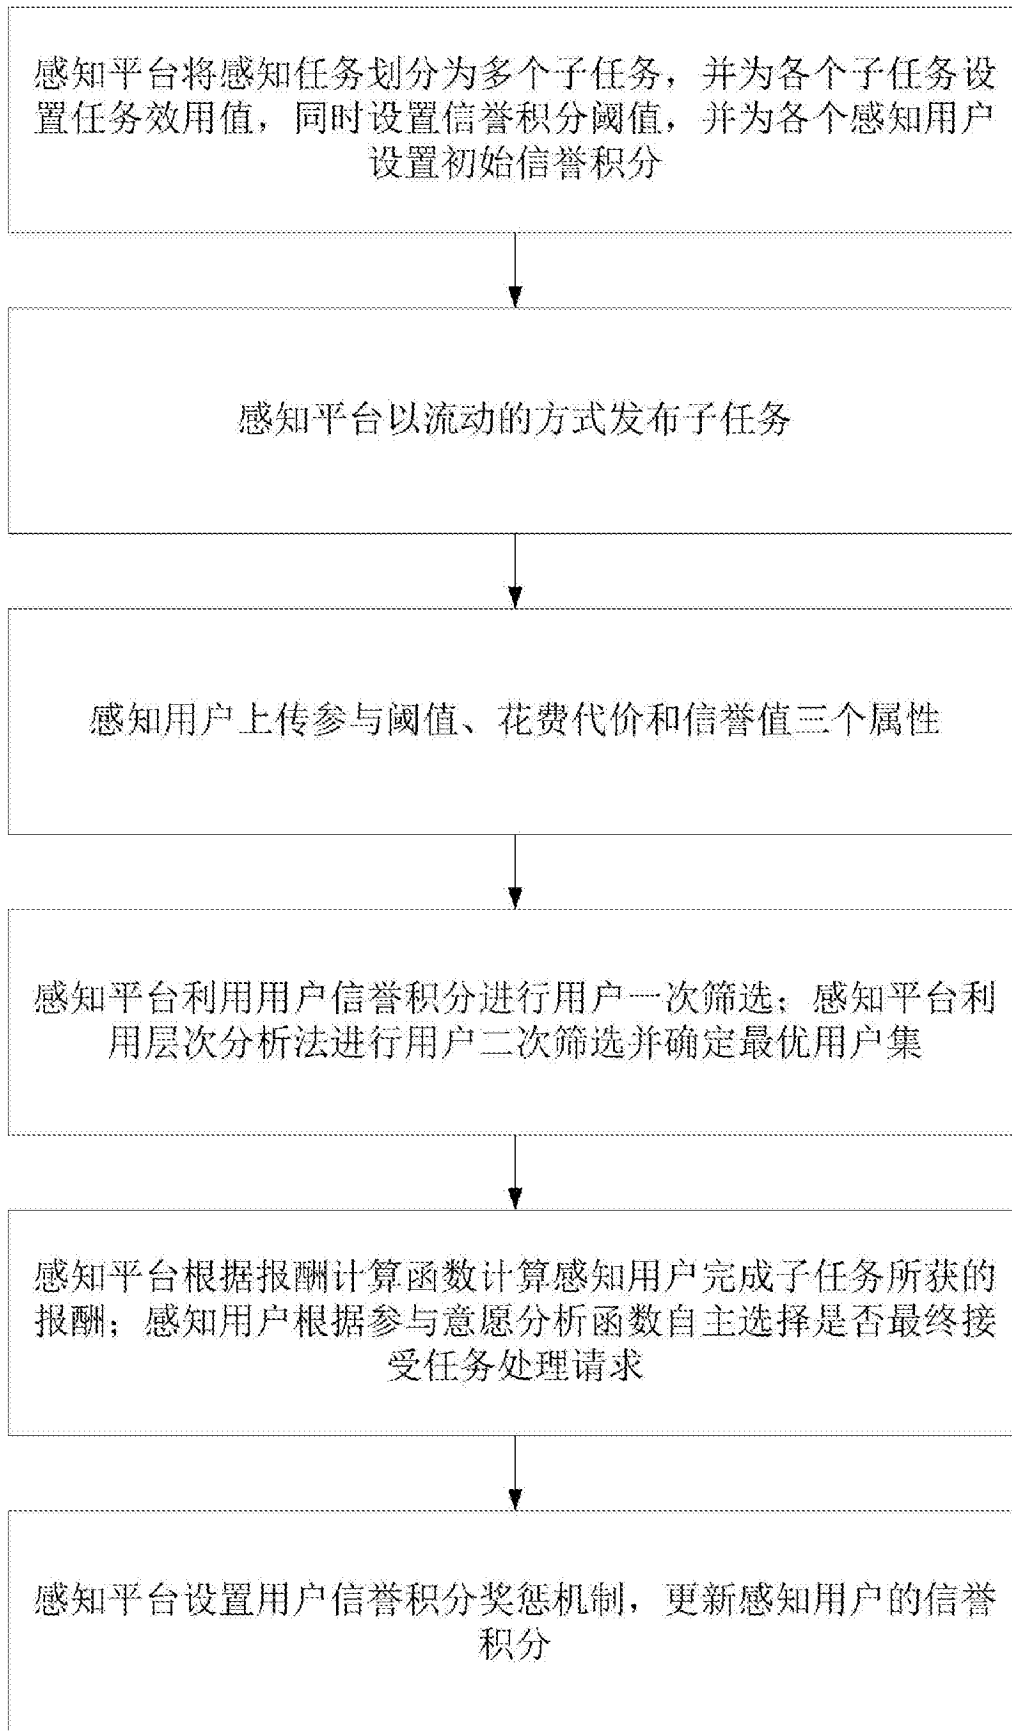 感知平台将感知任务划分为多个子任务，并为各个子任务设
置任务效用值，同时设置信誉积分阈值，并为各个感知用户
设置初始信誉积分
感知平台以流动的方式发布子任务
感知用户上传参与阈值、花费代价和信誉值三个属性
感知平台利用用户信誉积分进行用户一次筛选；感知平台利
用层次分析法进行用户二次筛选并确定最优用户集
感知平台根据报酬计算函数计算感知用户完成子任务所获的
报酬；感知用户根据参与意愿分析函数自主选择是否最终接
受任务处理请求
感知平台设置用户信誉积分奖惩机制，更新感知用户的信誉
积分